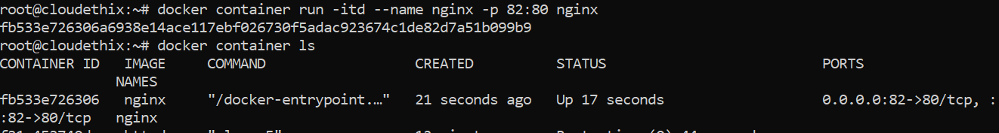 root@cloudethix:~# docker container run -itd --name nginx -p 82:80 nginx
fb533e726306a6938e14ace117ebf026730f5adac923674c1de82d7a51b099b9
root@cloudethix:~# docker container ls
CONTAINER ID   IMAGE     COMMAND                  CREATED          STATUS                      PORTS
NAMES
fb533e726306   nginx     "/docker-entrypoint.…"   21 seconds ago   Up 17 seconds               0.0.0.0:82->80/tcp, :
:82->80/tcp   nginx